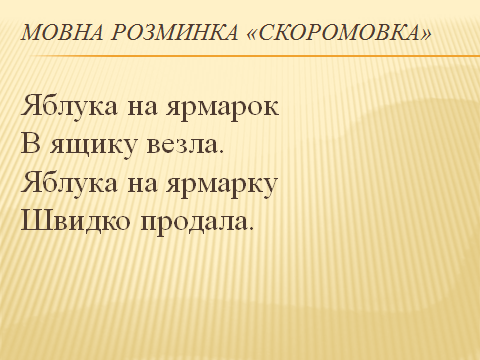 МОВНА РОЗМИНКА «СКОРОМОВКА»
Яблука на ярмарок
В ящику везла.
Яблука на ярмарку
Швидко продала.